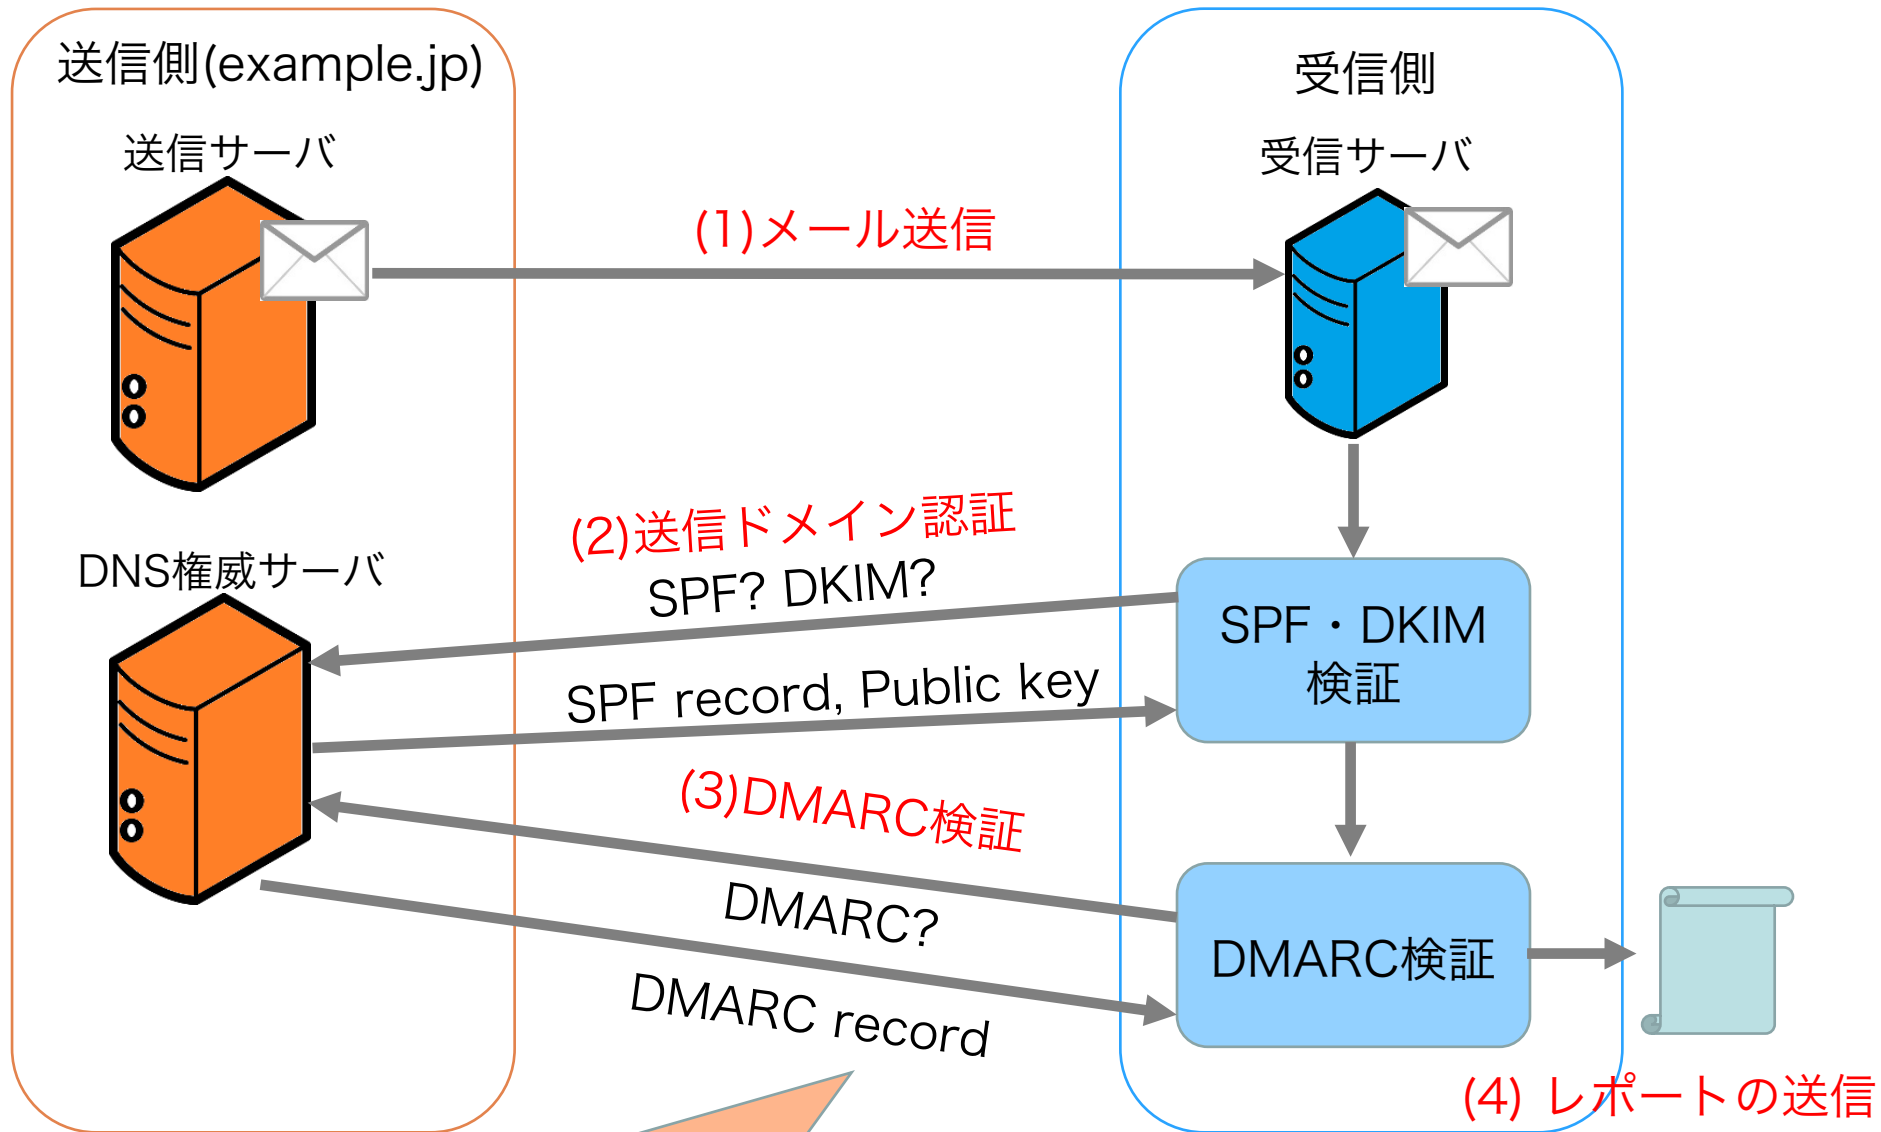 送信側(example.jp)
受信側
送信サーバ
受信サーバ
(1)メール送信
(2)送信ドメイン認証
SPF? DKIM?
DNS権威サーバ
SPF・DKIM
検証
SPF record, Public key
(3)DMARC検証
DMARC?
DMARC検証
DMARC record
(4) レポートの送信